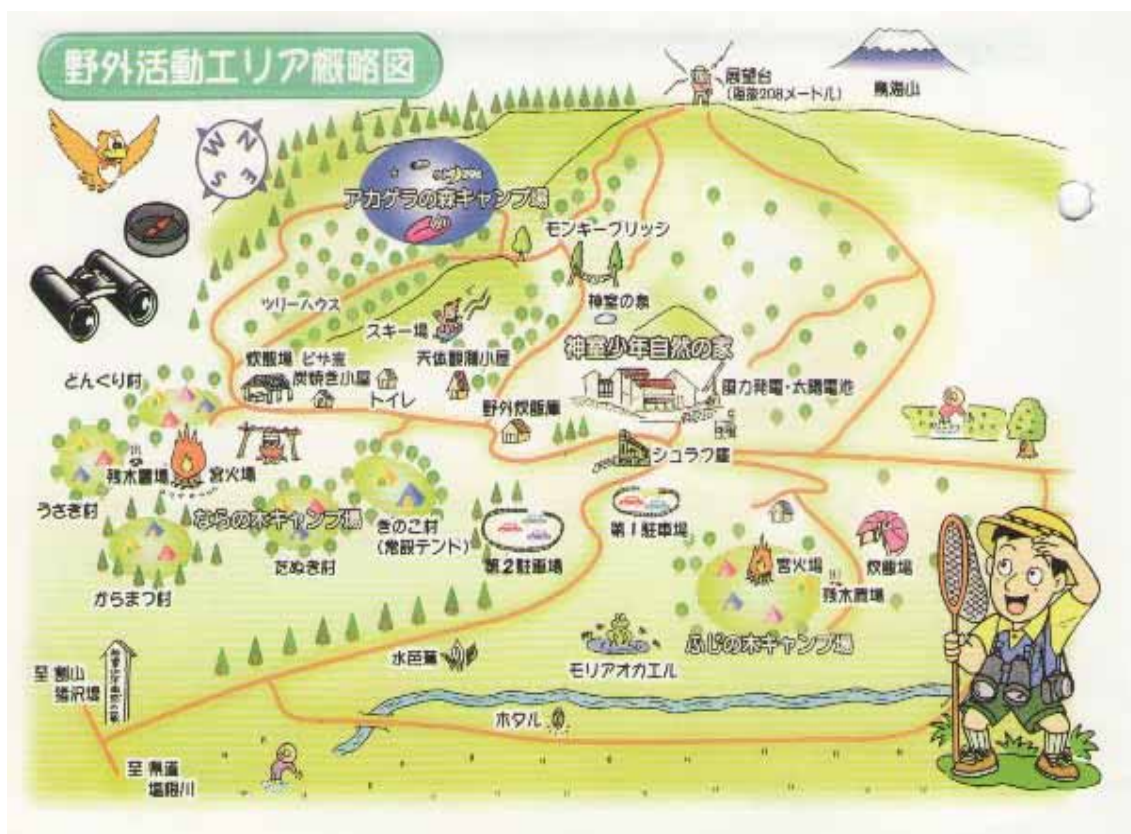 野外活動エリア概略図
N
W
E
S
展望台
(海抜208メートル)
鳥海山
アカゲラの森キャンプ場
モンキーブリッジ
ツリーハウス
神室の泉
スキー場
神室少年自然の家
炊飯場
ピザ窯
天体観測小屋
どんぐり村
炭焼き小屋
トイレ
野外炊飯庫
風力発電・太陽電池
シュラフ庫
残木置場
営火場
うさぎ村
ならの木キャンプ場
きのこ村
(常設テント)
第1駐車場
第2駐車場
たぬき村
からまつ村
営火場
炊飯場
残木置場
ふじの木キャンプ場
水芭蕉
モリアオガエル
ホタル
至 割山
至 県道